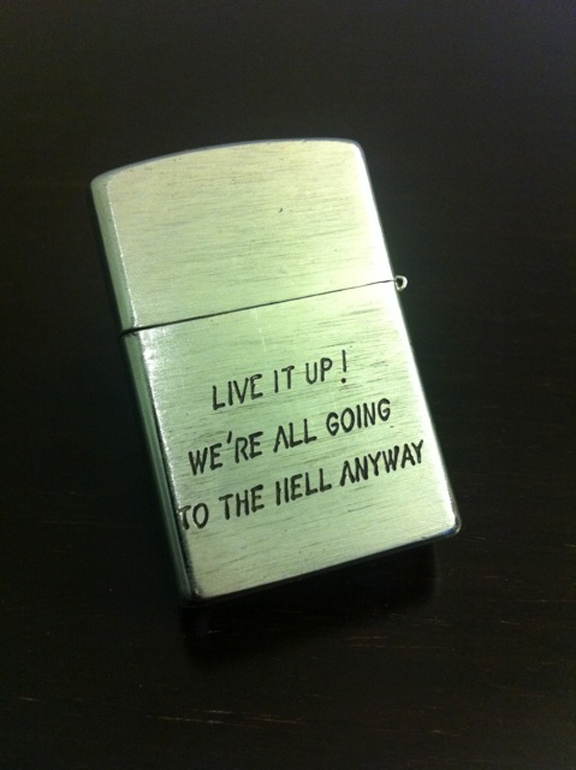 LIVE IT UP!
WE'RE ALL GOING
TO THE HELL ANYWAY